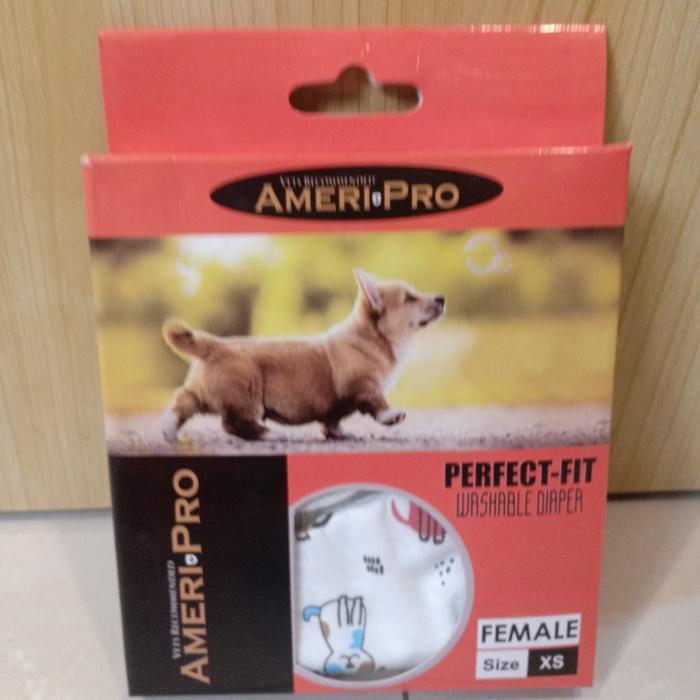 VETS RECOMMENDED
AMERI PRO
PERFECT-FIT
WASHABLE DIAPER
VETS RECOMMENDED
AMERI PRO
FEMALE
Size XS